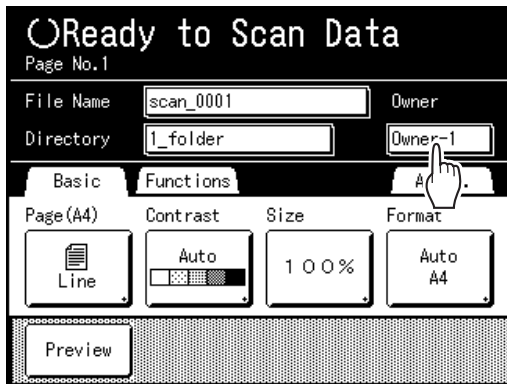 Ready to Scan Data
Page No.1
File Name scan_0001 Owner
Directory 1_folder Owner-1
Basic Functions
Page(A4) Contrast Size Format
Line Auto 100% Auto A4
Preview